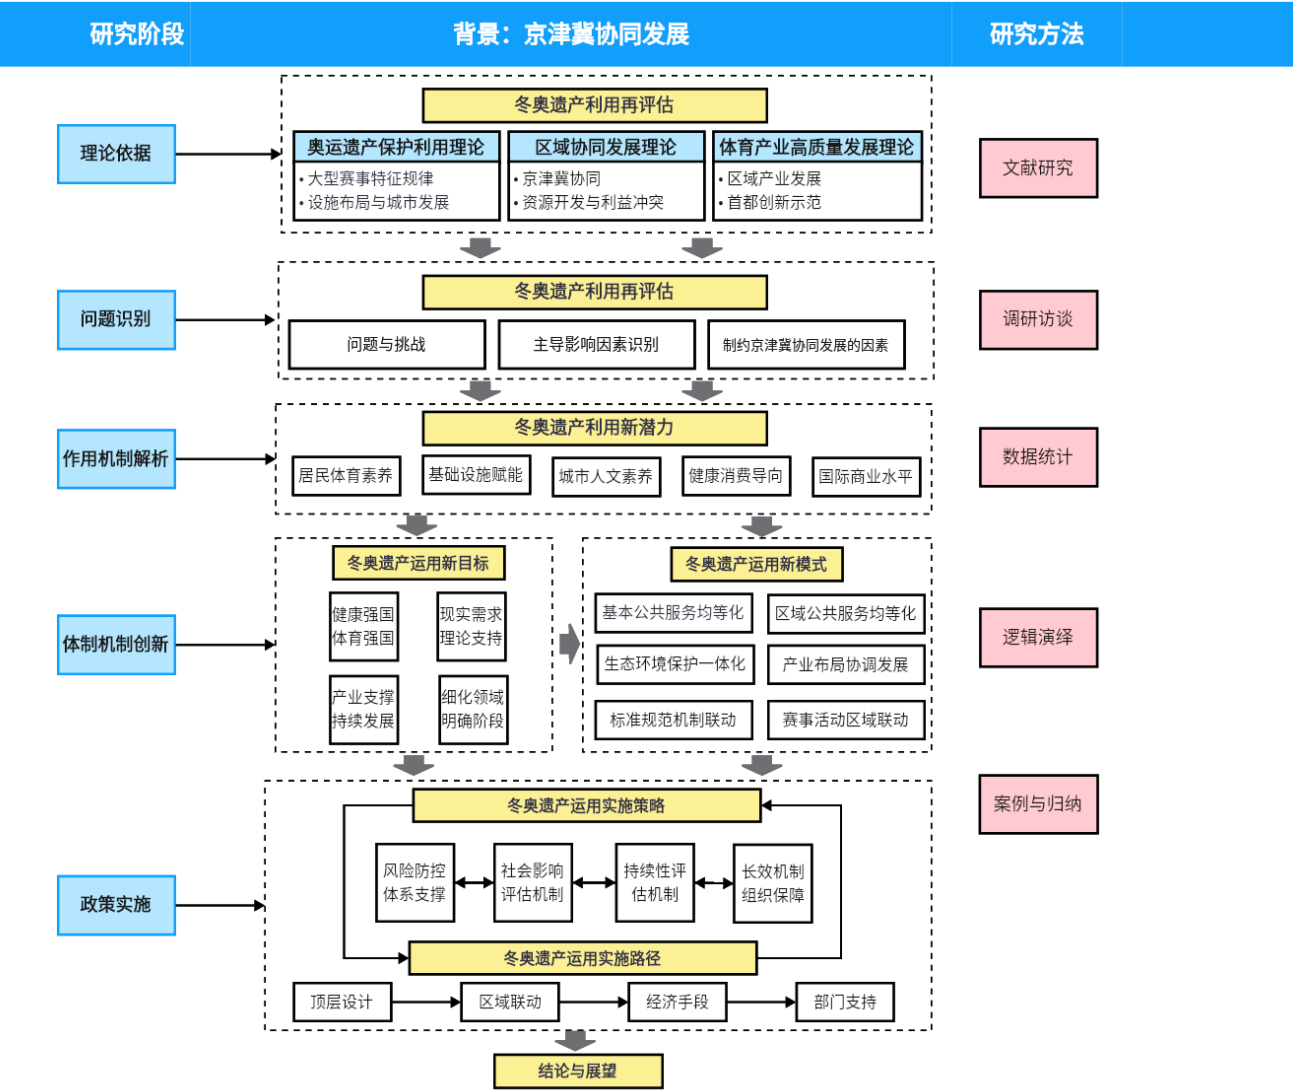 研究阶段
背景：京津冀协同发展
研究方法
冬奥遗产利用再评估
理论依据
奥运遗产保护利用理论
• 大型赛事特征规律
• 设施布局与城市发展
区域协同发展理论
• 京津冀协同
• 资源开发与利益冲突
体育产业高质量发展理论
• 区域产业发展
• 首都创新示范
文献研究
冬奥遗产利用再评估
问题识别
问题与挑战
主导影响因素识别
制约京津冀协同发展的因素
调研访谈
冬奥遗产利用新潜力
作用机制解析
居民体育素养
基础设施赋能
城市人文素养
健康消费导向
国际商业水平
数据统计
冬奥遗产运用新目标
体制机制创新
健康强国
体育强国
现实需求
理论支持
产业支撑
持续发展
细化领域
明确阶段
冬奥遗产运用新模式
基本公共服务均等化
区域公共服务均等化
生态环境保护一体化
产业布局协调发展
标准规范机制联动
赛事活动区域联动
逻辑演绎
冬奥遗产运用实施策略
案例与归纳
政策实施
风险防控
体系支撑
社会影响
评估机制
持续性评
估机制
长效机制
组织保障
冬奥遗产运用实施路径
顶层设计
区域联动
经济手段
部门支持
结论与展望